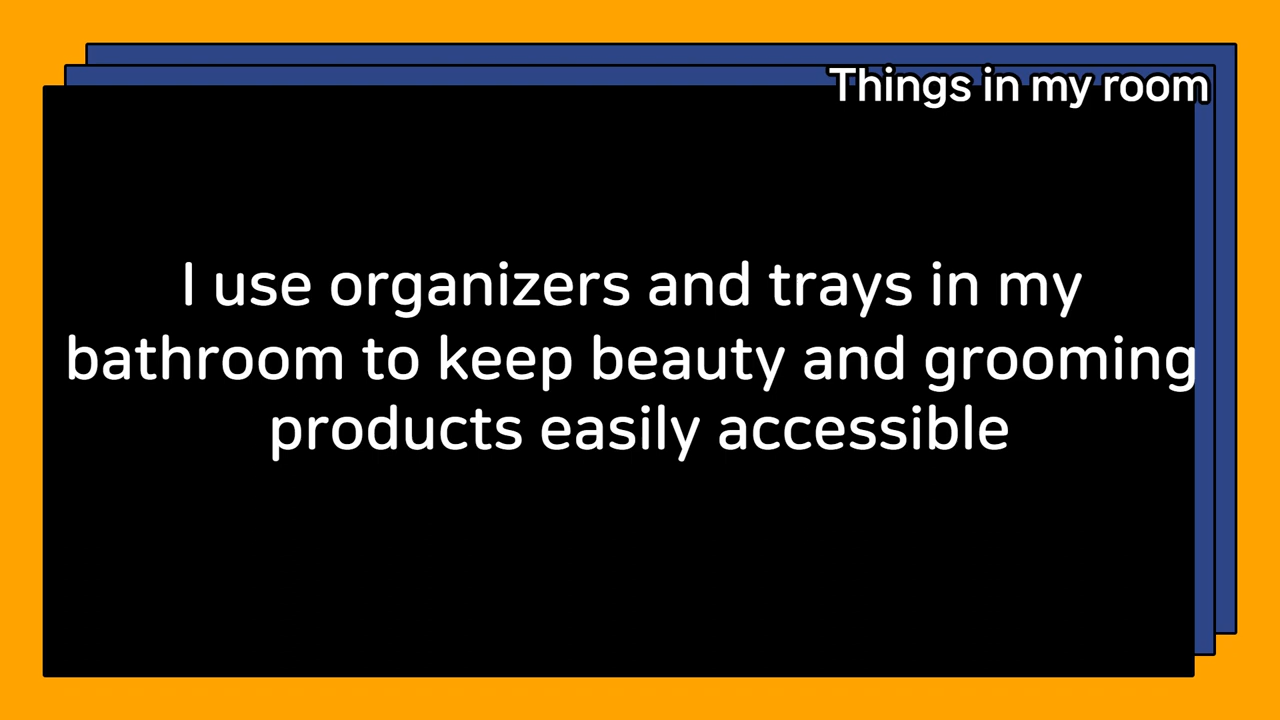 Things in my room
I use organizers and trays in my
bathroom to keep beauty and grooming
products easily accessible